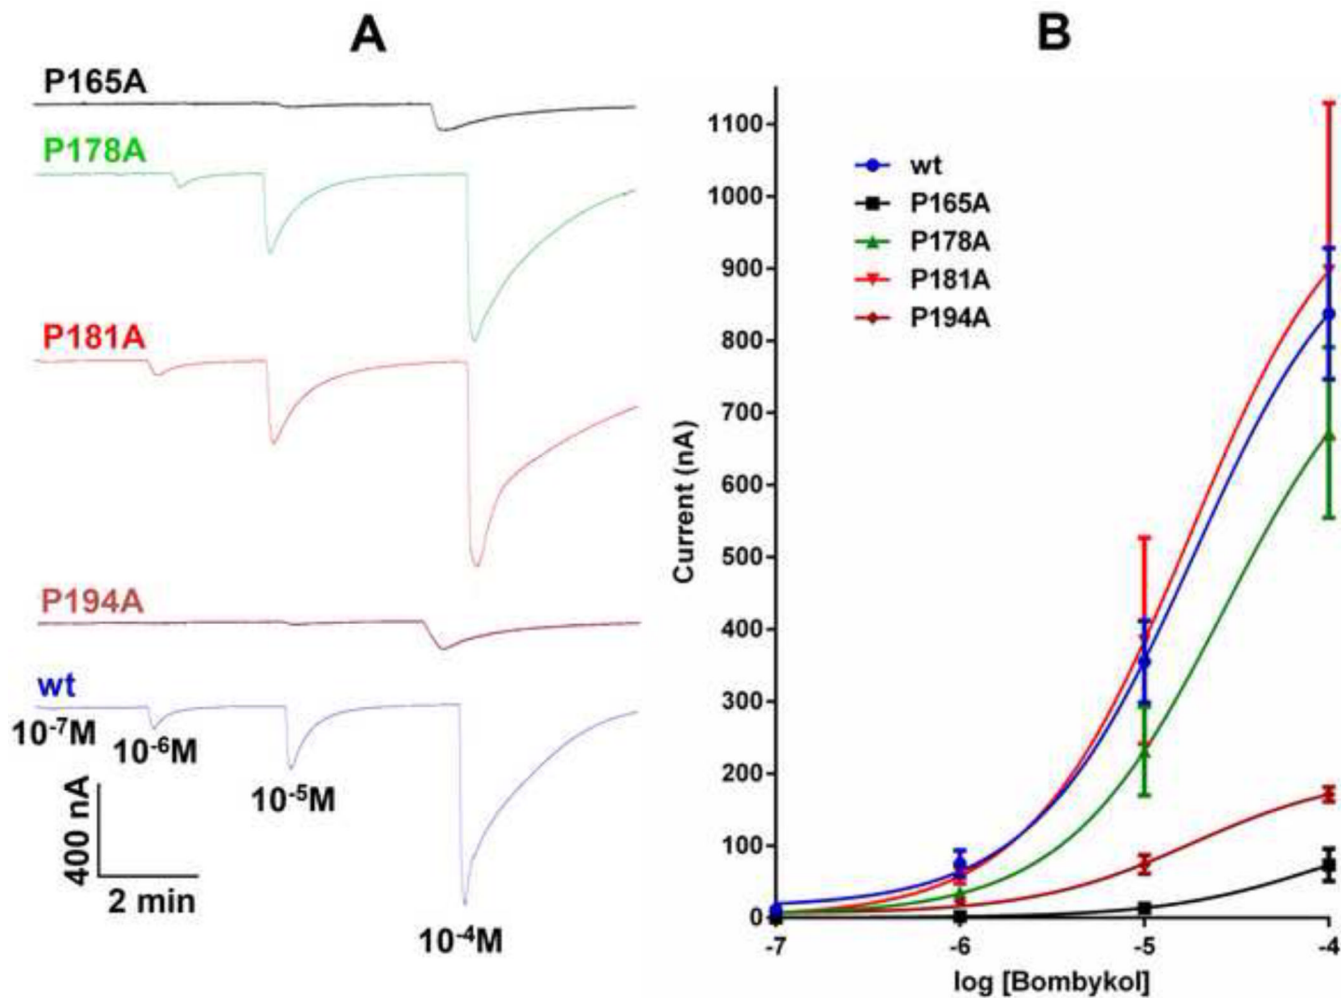 A
P165A
P178A
P181A
P194A
wt
10⁻⁷M
10⁻⁶M
10⁻⁵M
10⁻⁴M
400 nA
2 min
B
1100
1000
900
800
700
600
500
400
300
200
100
0
Current (nA)
wt
P165A
P178A
P181A
P194A
-7
-6
-5
-4
log [Bombykol]